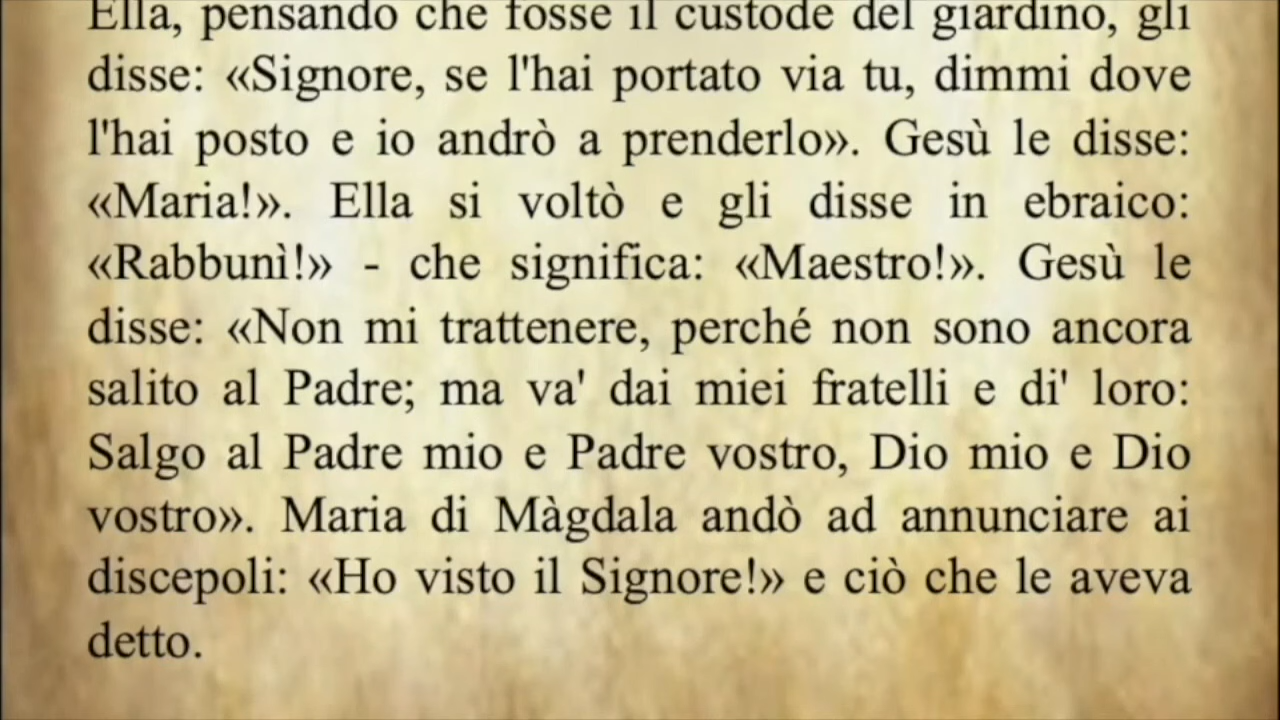 Ella, pensando che fosse il custode del giardino, gli
disse: «Signore, se l'hai portato via tu, dimmi dove
l'hai posto e io andrò a prenderlo». Gesù le disse:
«Maria!». Ella si voltò e gli disse in ebraico:
«Rabbunì!» - che significa: «Maestro!». Gesù le
disse: «Non mi trattenere, perché non sono ancora
salito al Padre; ma va' dai miei fratelli e di' loro:
Salgo al Padre mio e Padre vostro, Dio mio e Dio
vostro». Maria di Màgdala andò ad annunciare ai
discepoli: «Ho visto il Signore!» e ciò che le aveva
detto.